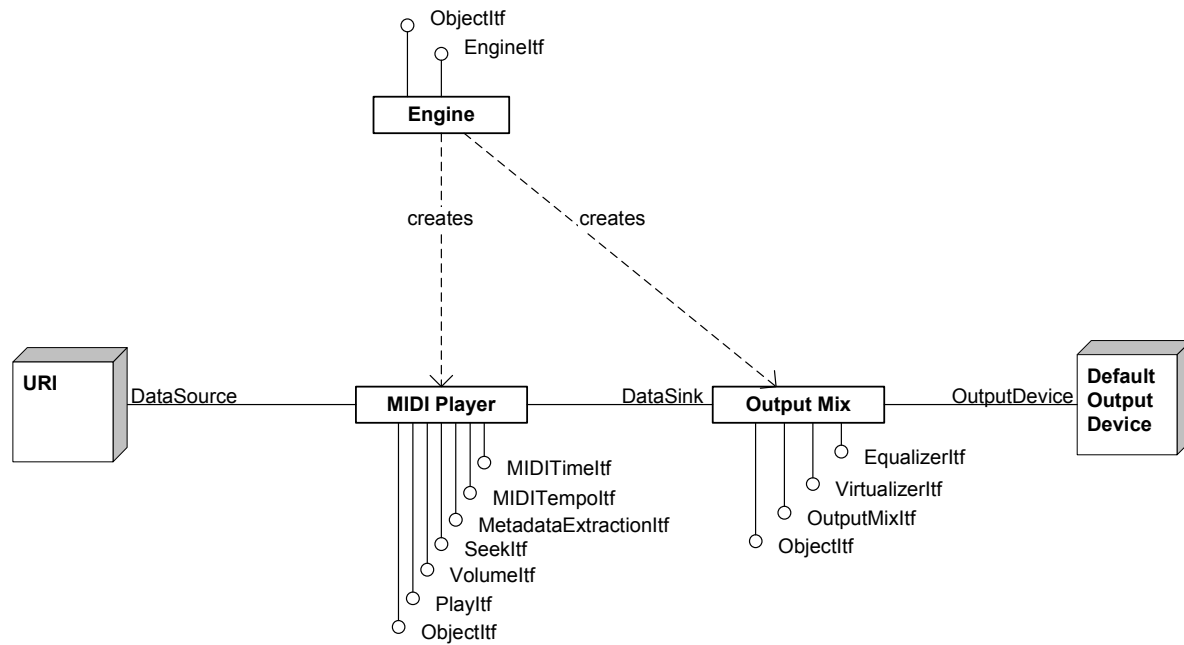 ObjectItf
EngineItf
Engine
creates
creates
URI
DataSource
MIDI Player
DataSink
Output Mix
OutputDevice
Default
Output
Device
MIDITimeItf
MIDITempoItf
MetadataExtractionItf
SeekItf
VolumeItf
PlayItf
ObjectItf
EqualizerItf
VirtualizerItf
OutputMixItf
ObjectItf